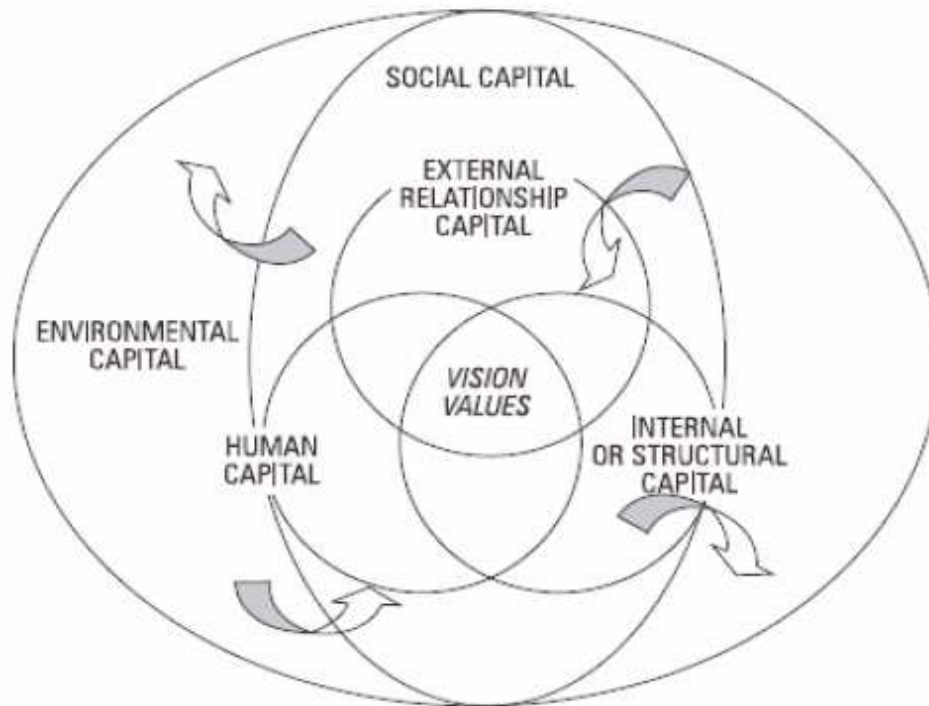 SOCIAL CAPITAL
EXTERNAL
RELATIONSHIP
CAPITAL
ENVIRONMENTAL
CAPITAL
VISION
VALUES
HUMAN
CAPITAL
INTERNAL
OR STRUCTURAL
CAPITAL